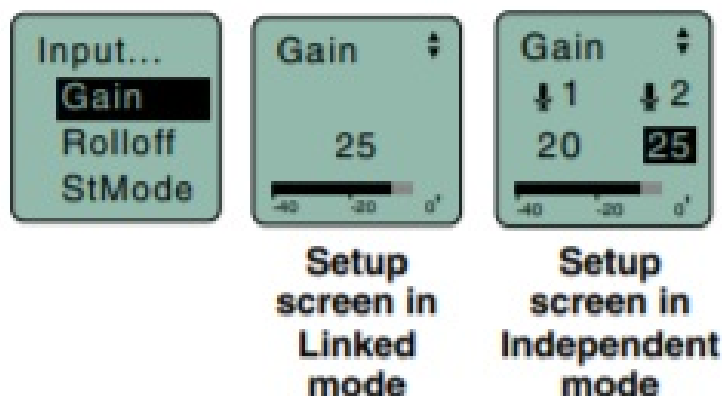 Input...
Gain
Rolloff
StMode
Gain
25
-40 -20 0
Setup
screen in
Linked
mode
Gain
1 2
20 25
-40 -20 0
Setup
screen in
Independent
mode